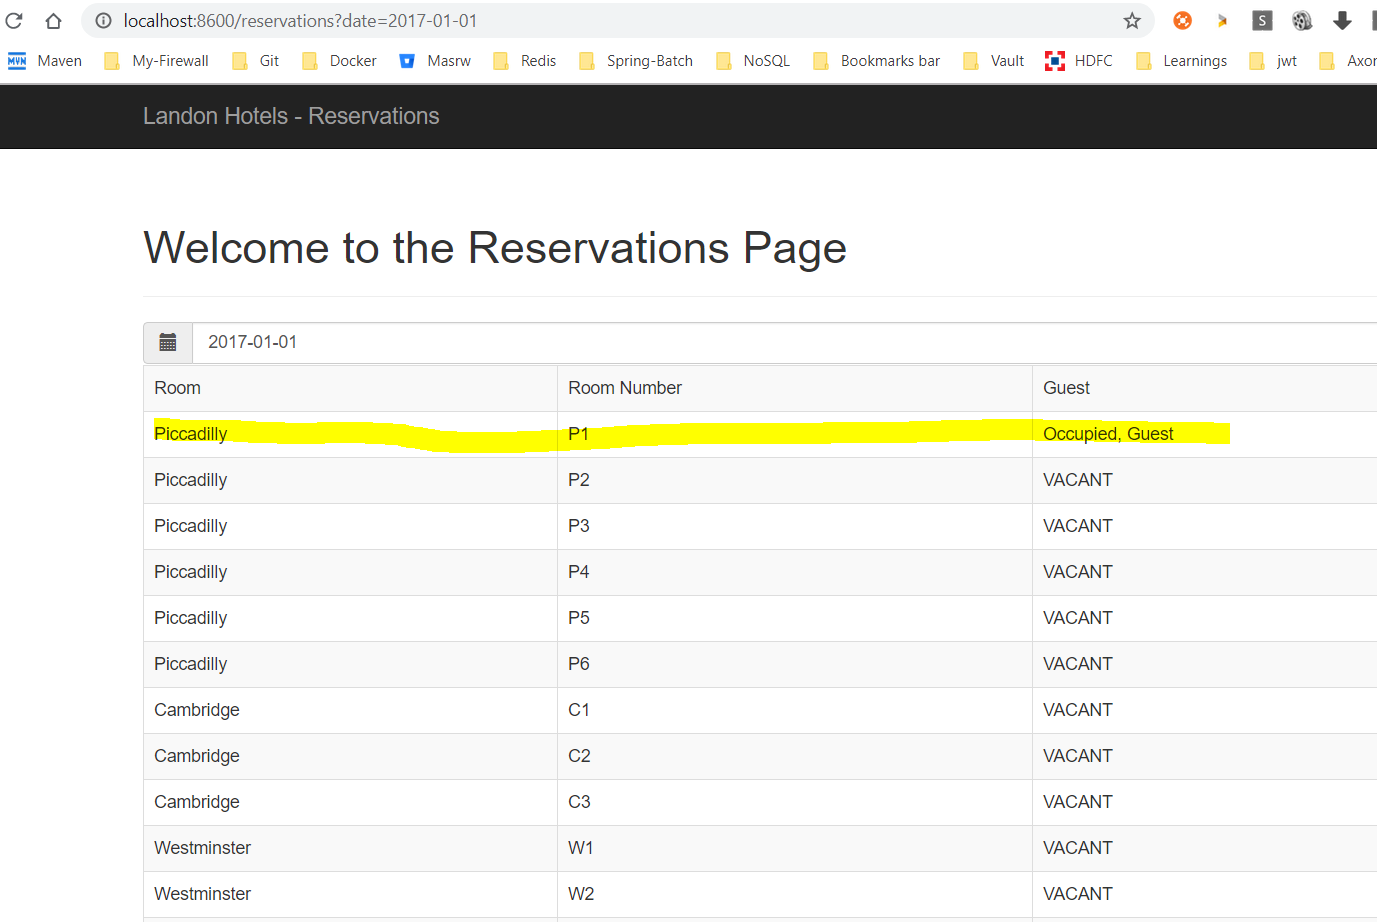 localhost:8600/reservations?date=2017-01-01 S
MVN Maven My-Firewall Git Docker Masrw Redis Spring-Batch NoSQL Bookmarks bar Vault HDFC Learnings jwt
Landon Hotels - Reservations
Welcome to the Reservations Page
2017-01-01
Room Room Number Guest
Piccadilly P1 Occupied, Guest
Piccadilly P2 VACANT
Piccadilly P3 VACANT
Piccadilly P4 VACANT
Piccadilly P5 VACANT
Piccadilly P6 VACANT
Cambridge C1 VACANT
Cambridge C2 VACANT
Cambridge C3 VACANT
Westminster W1 VACANT
Westminster W2 VACANT